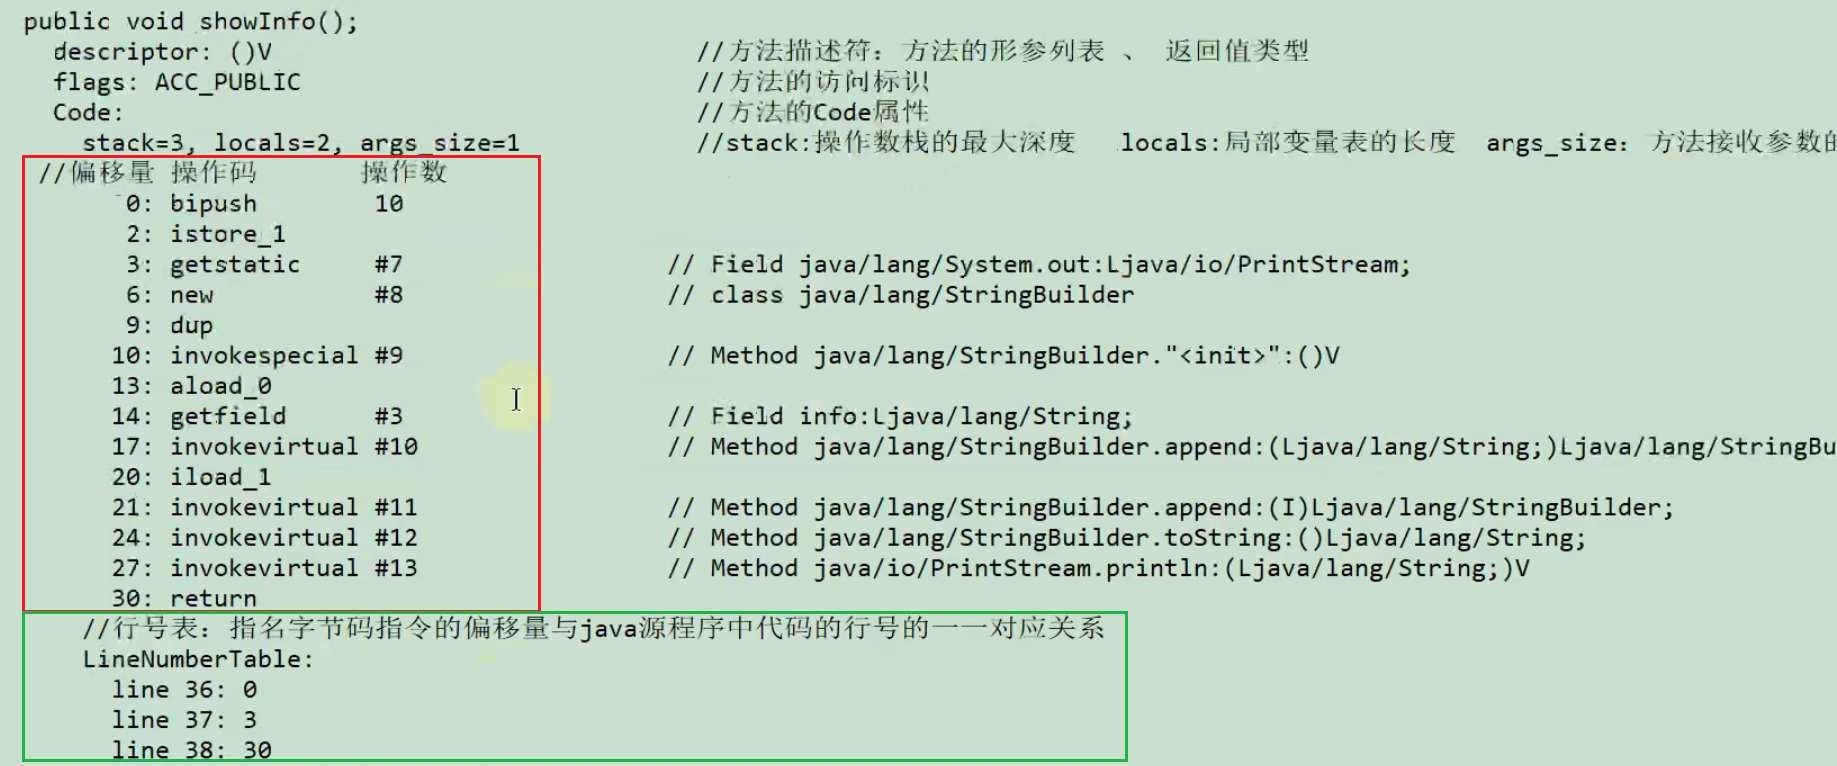 public void showInfo();
descriptor: ()V //方法描述符：方法的形参列表 、 返回值类型
flags: ACC_PUBLIC //方法的访问标识
Code: //方法的Code属性
stack=3, locals=2, args_size=1 //stack:操作数栈的最大深度 locals:局部变量表的长度 args_size：方法接收参数的
//偏移量 操作码 操作数
0: bipush 10
2: istore_1
3: getstatic #7 // Field java/lang/System.out:Ljava/io/PrintStream;
6: new #8 // class java/lang/StringBuilder
9: dup
10: invokespecial #9 // Method java/lang/StringBuilder."<init>":()V
13: aload_0
14: getfield #3 // Field info:Ljava/lang/String;
17: invokevirtual #10 // Method java/lang/StringBuilder.append:(Ljava/lang/String;)Ljava/lang/StringBu
20: iload_1
21: invokevirtual #11 // Method java/lang/StringBuilder.append:(I)Ljava/lang/StringBuilder;
24: invokevirtual #12 // Method java/lang/StringBuilder.toString:()Ljava/lang/String;
27: invokevirtual #13 // Method java/io/PrintStream.println:(Ljava/lang/String;)V
30: return
//行号表：指名字节码指令的偏移量与java源程序中代码的行号的一一对应关系
LineNumberTable:
line 36: 0
line 37: 3
line 38: 30